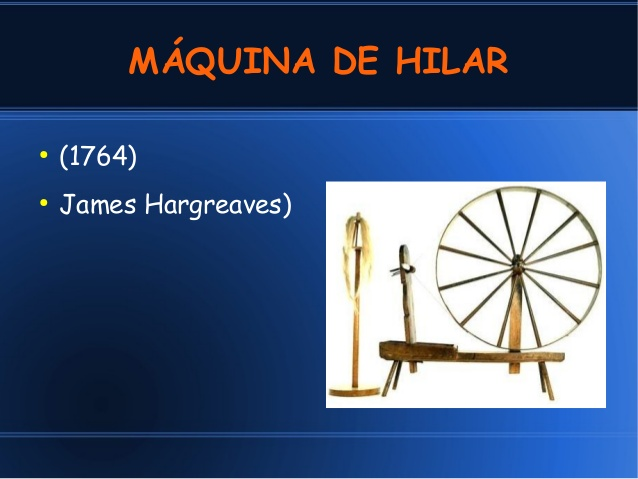 MÁQUINA DE HILAR
(1764)
James Hargreaves)